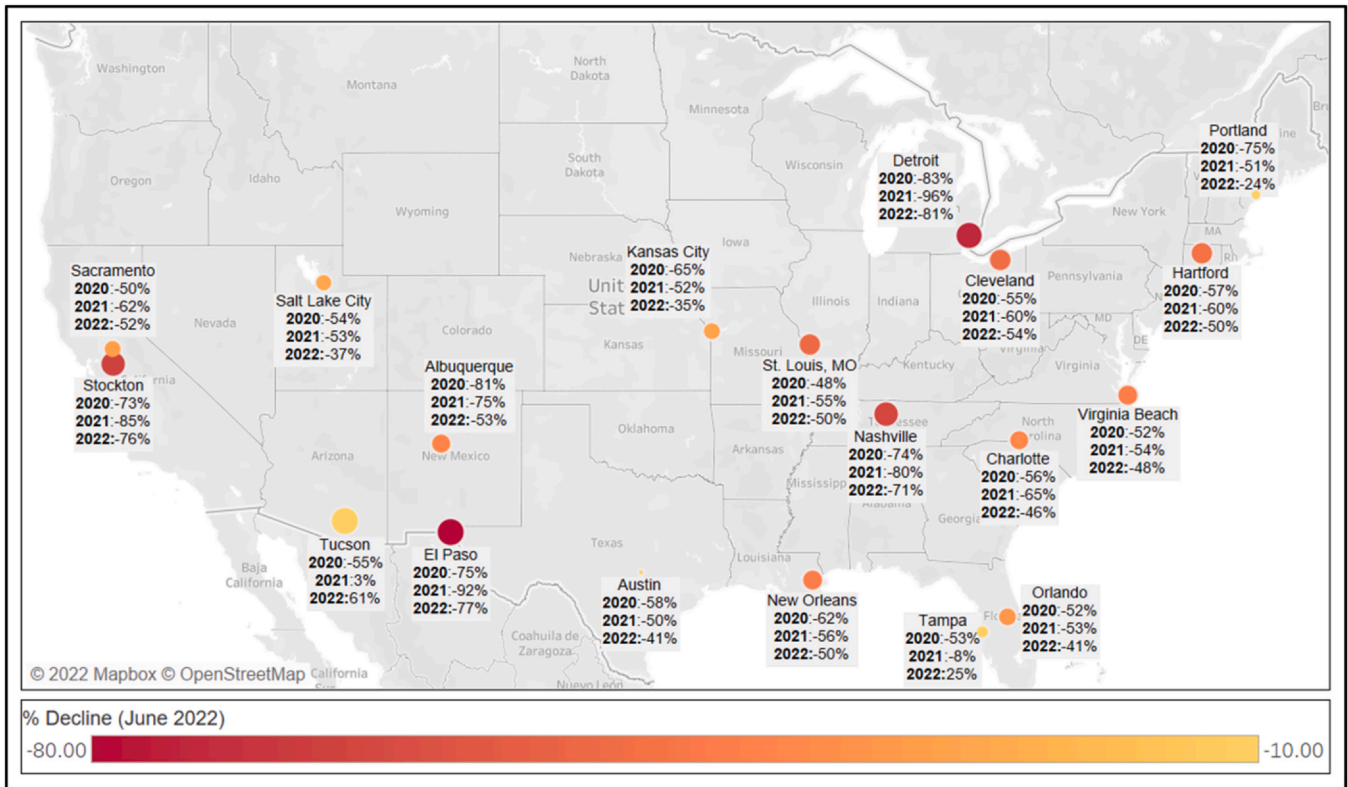 Washington
Montana
North
Dakota
Minnesota
Oregon
Idaho
South
Dakota
Wisconsin
Wyoming
Detroit
2020:-83%
2021:-96%
2022:-81%
Portland
2020:-75%
2021:-51%
2022:-24%
New York
MA
Hartford
2020:-57%
2021:-60%
2022:-50%
Sacramento
2020:-50%
2021:-62%
2022:-52%
Stockton
2020:-73%
2021:-85%
2022:-76%
Nevada
Salt Lake City
2020:-54%
2021:-53%
2022:-37%
Nebraska
Iowa
Unit
Stat
Kansas City
2020:-65%
2021:-52%
2022:-35%
Colorado
Kansas
Missouri
Illinois
Indiana
Cleveland
2020:-55%
2021:-60%
2022:-54%
Pennsylvania
MD
DE
Albuquerque
2020:-81%
2021:-75%
2022:-53%
New Mexico
Arizona
Oklahoma
Arkansas
St. Louis, MO
2020:-48%
2021:-55%
2022:-50%
Kentucky
Virginia
Nashville
2020:-74%
2021:-80%
2022:-71%
North
Charlotte
2020:-56%
2021:-65%
2022:-46%
Virginia Beach
2020:-52%
2021:-54%
2022:-48%
Mississipp
Alabama
Georgia
Tucson
2020:-55%
2021:3%
2022:61%
El Paso
2020:-75%
2021:-92%
2022:-77%
Texas
Louisiana
Austin
2020:-58%
2021:-50%
2022:-41%
New Orleans
2020:-62%
2021:-56%
2022:-50%
Tampa
2020:-53%
2021:-8%
2022:25%
Orlando
2020:-52%
2021:-53%
2022:-41%
Baja
California
Coahuila de
Zaragoza
Nuevo León
© 2022 Mapbox © OpenStreetMap
California
% Decline (June 2022)
-80.00
-10.00